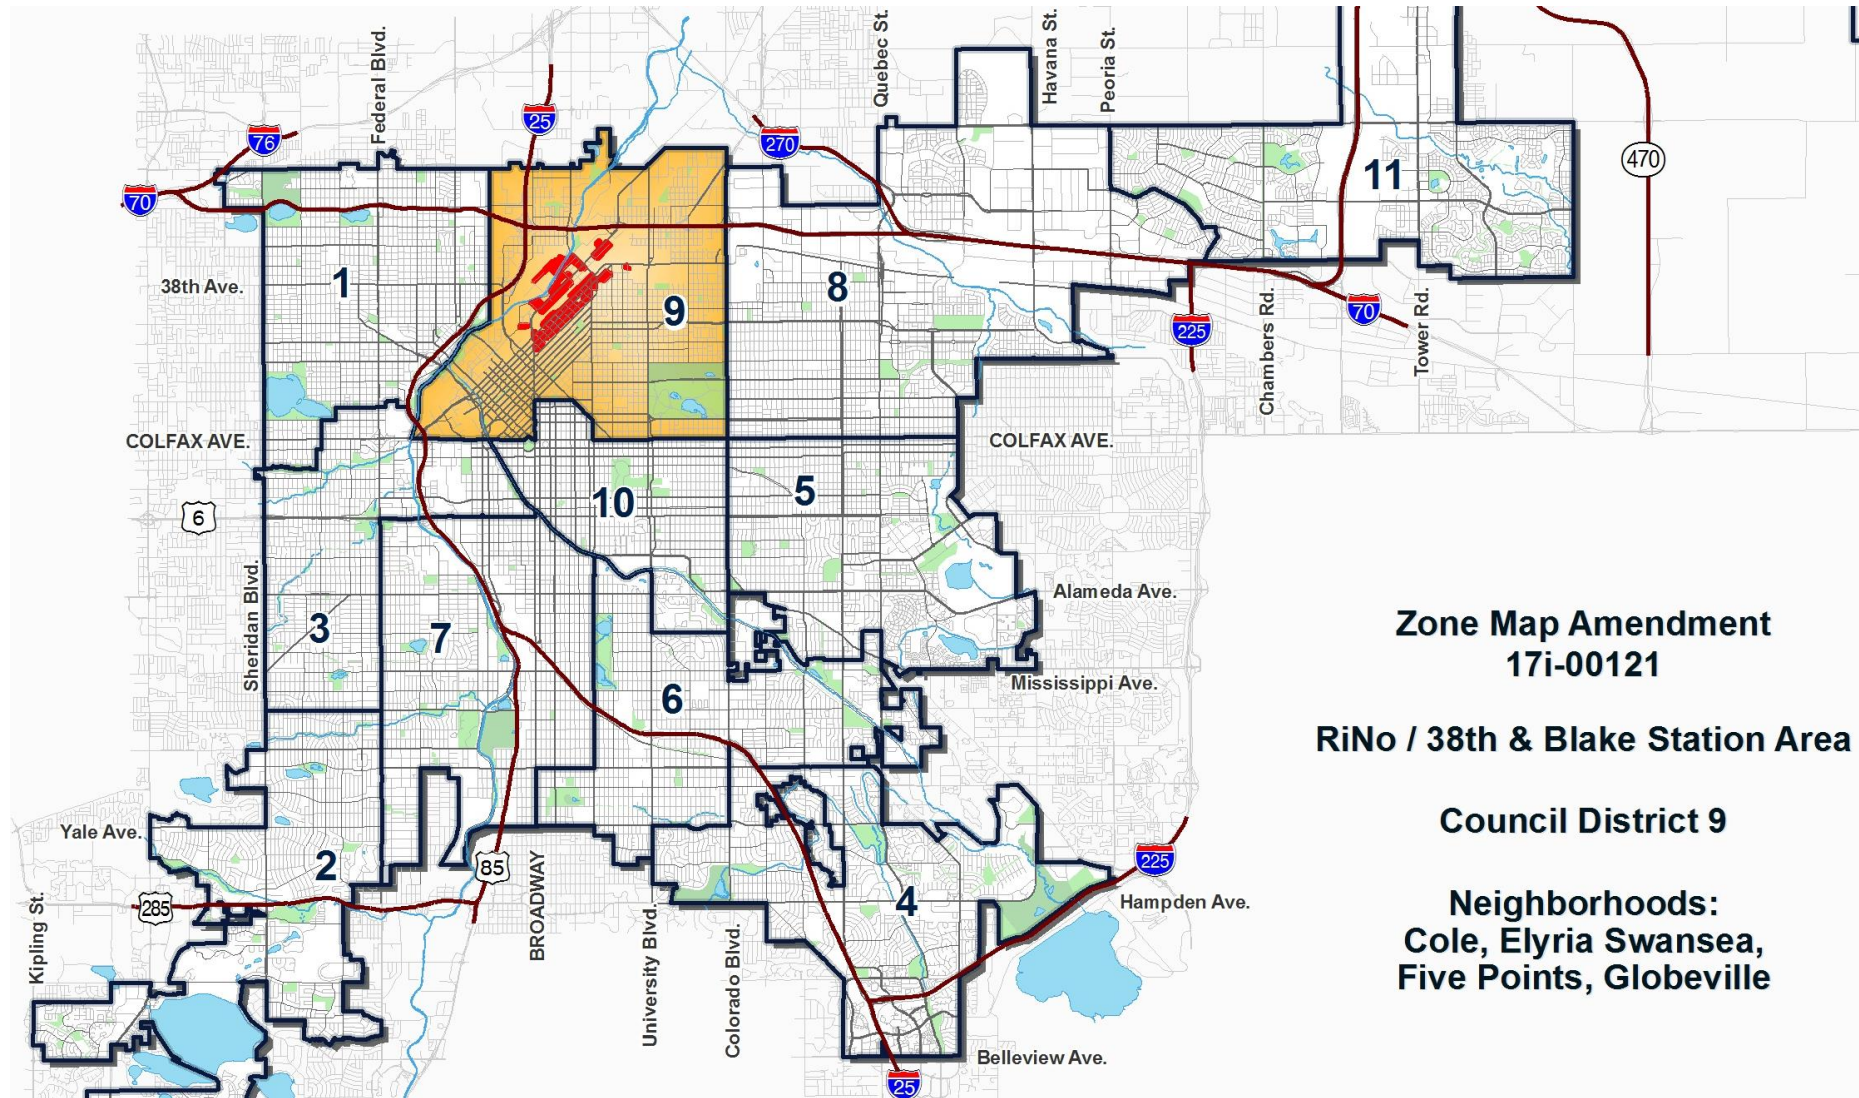 Federal Blvd.
Quebec St.
Havana St.
Peoria St.
76
25
270
470
70
11
38th Ave.
1
9
8
225
70
Chambers Rd.
Tower Rd.
COLFAX AVE.
COLFAX AVE.
6
10
5
Sheridan Blvd.
3
7
6
Alameda Ave.
Mississippi Ave.
Zone Map Amendment
17i-00121
RiNo / 38th & Blake Station Area
Council District 9
Neighborhoods:
Cole, Elyria Swansea,
Five Points, Globeville
Yale Ave.
2
85
225
285
4
Hampden Ave.
Kipling St.
BROADWAY
University Blvd.
Colorado Blvd.
Belleview Ave.
25